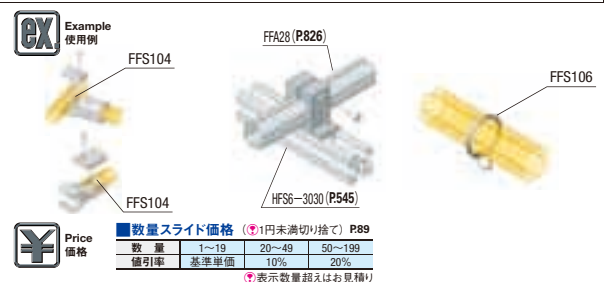 ex.
Example
使用例
FFS104
FFA28(P.826)
FFS106
HFS6-3030(P.545)
FFS104
¥
Price
価格
■数量スライド価格 (?1円未満切り捨て) P.89
数 量 1~19 20~49 50~199
値引率 基準単価 10% 20%
?表示数量超えはお見積り